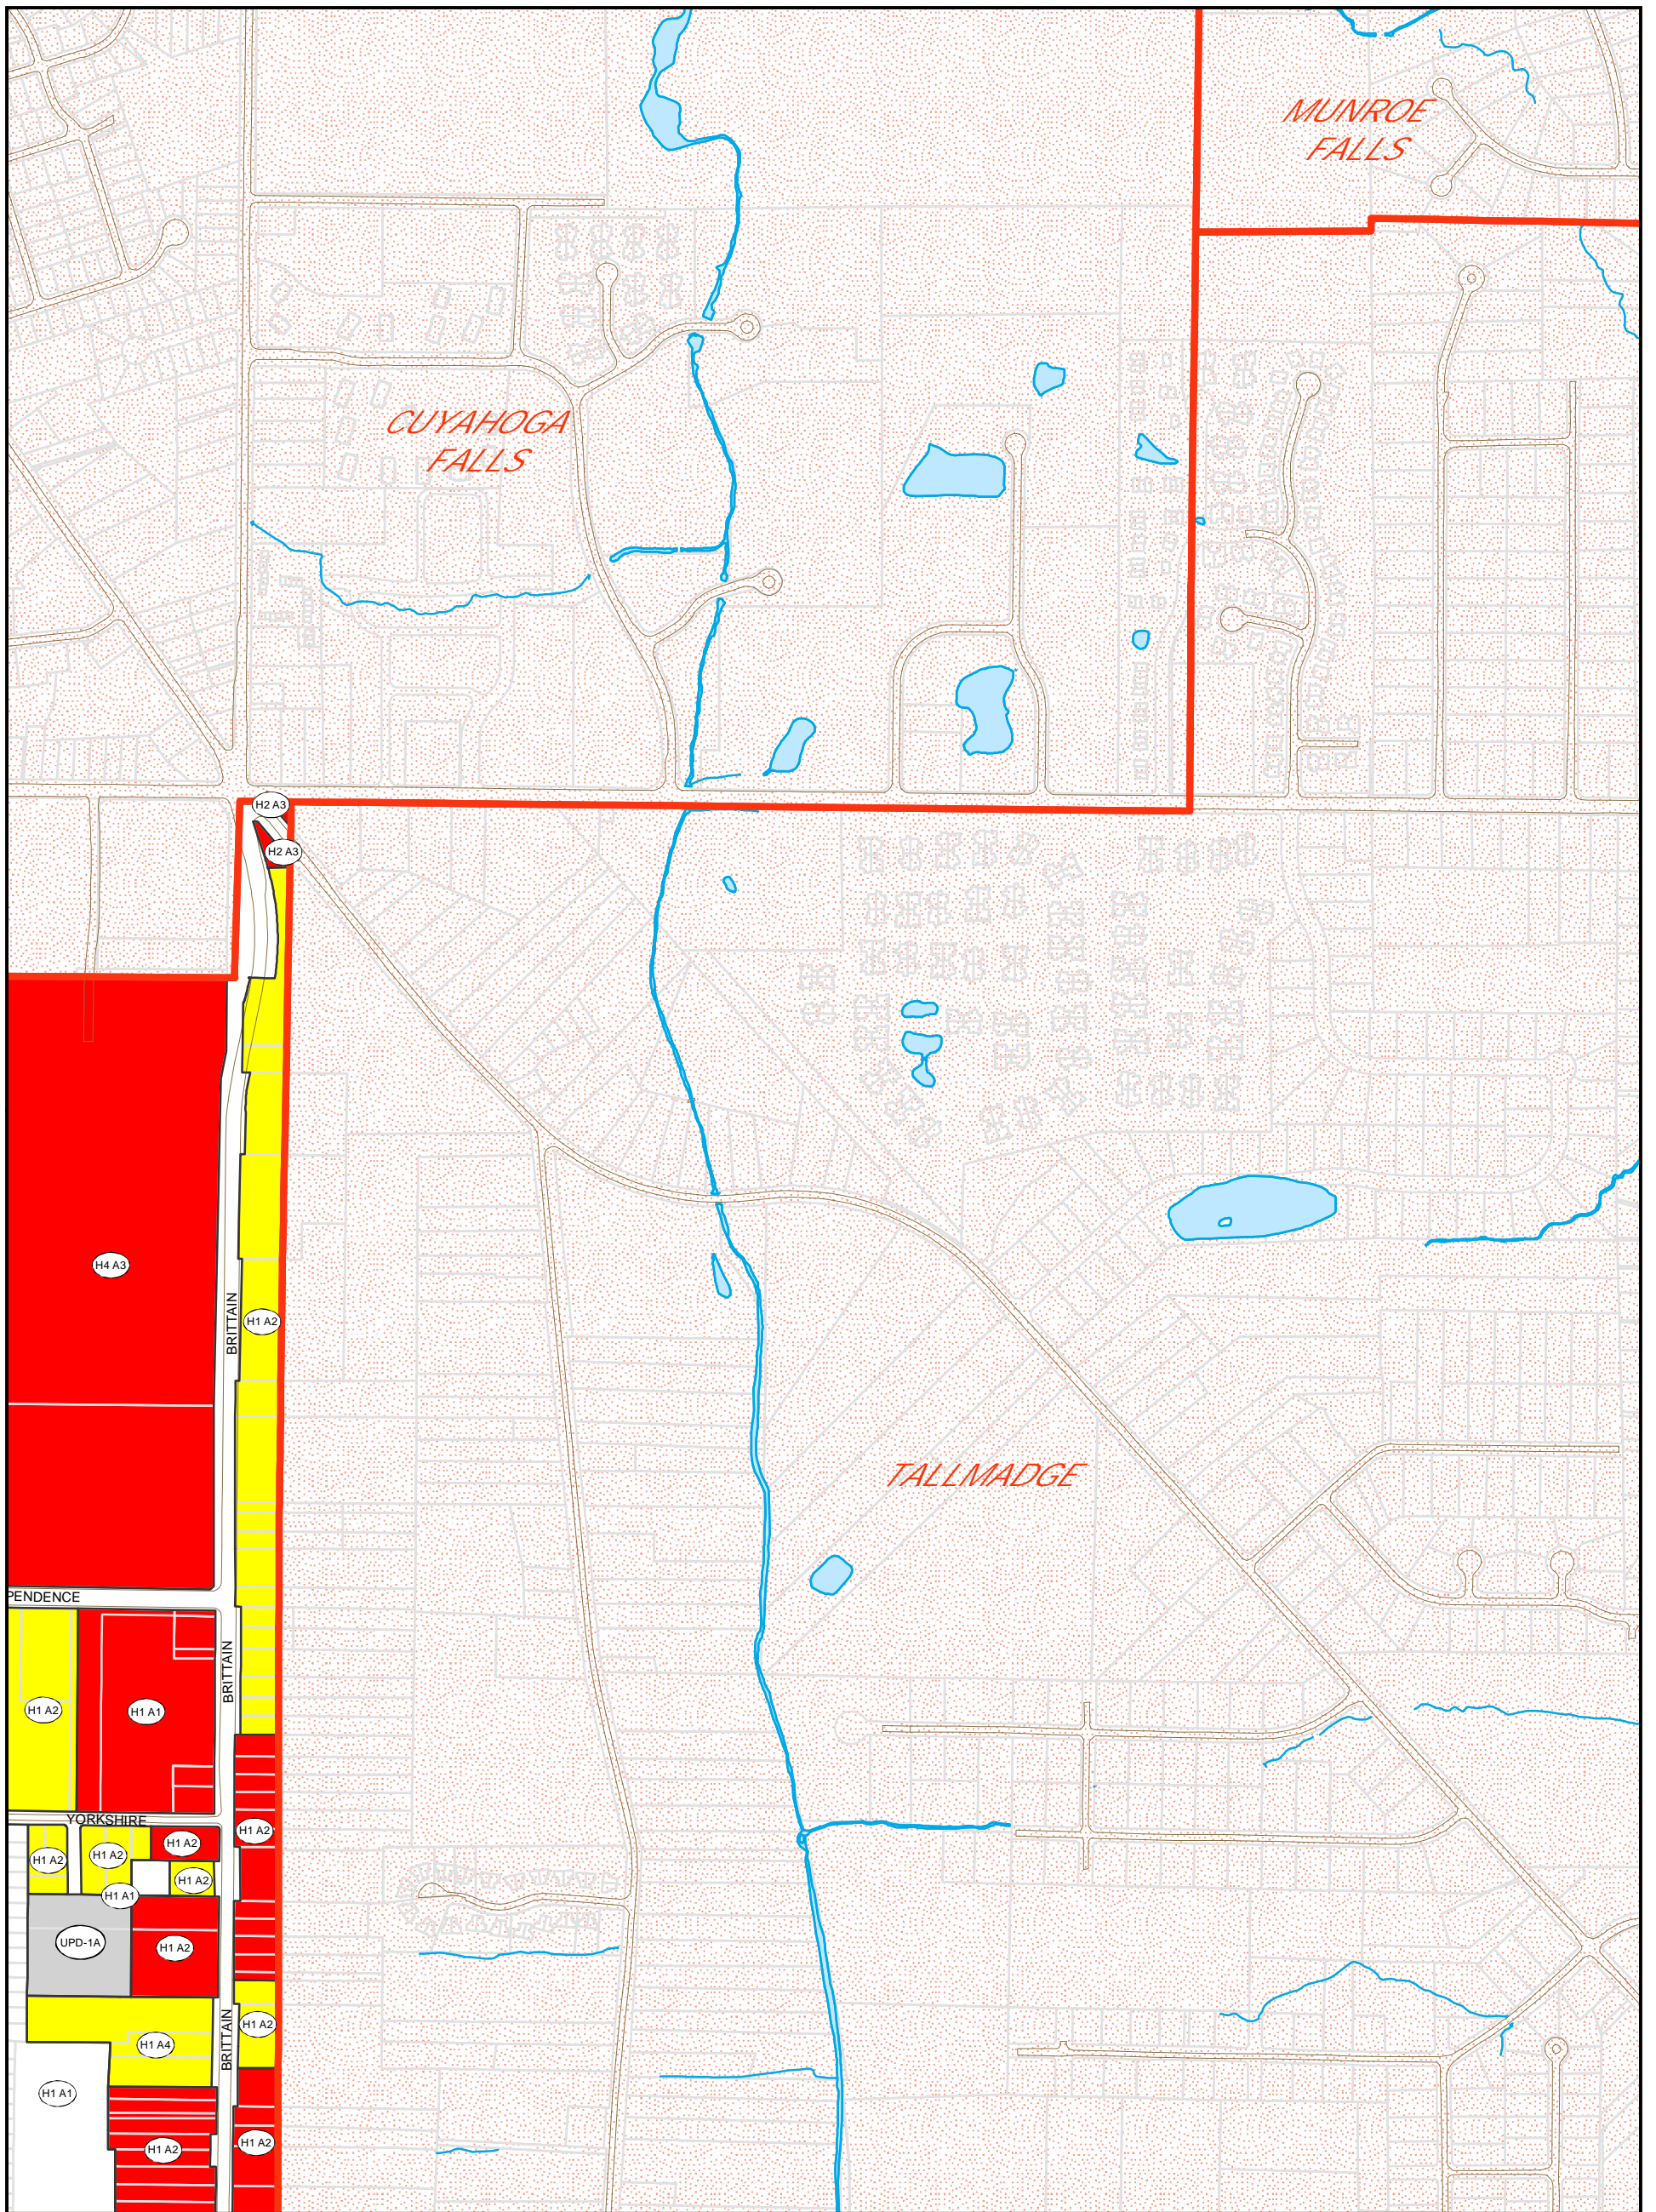 MUNROE
FALLS
CUYAHOGA
FALLS
H2 A3
H2 A3
H4 A3
BRITTAIN
H1 A2
TALLMADGE
PENDENCE
BRITTAIN
H1 A2
H1 A1
YORKSHIRE
H1 A2
H1 A2
H1 A2
H1 A2
H1 A2
H1 A1
UPD-1A
H1 A2
BRITTAIN
H1 A2
H1 A4
H1 A1
H1 A2
H1 A2